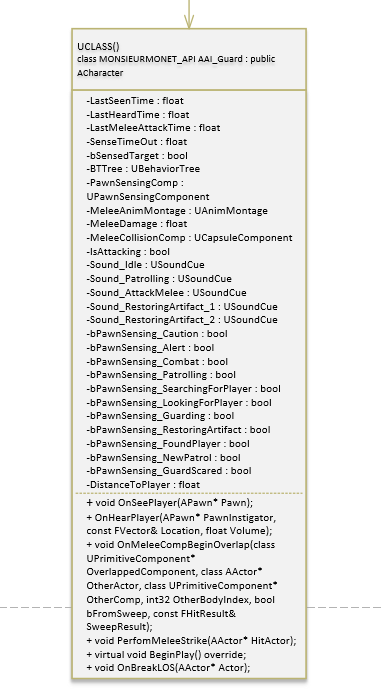 UCLASS()
class MONSIEURMONET_API AAI_Guard : public
ACharacter
-LastSeenTime : float
-LastHeardTime : float
-LastMeleeAttackTime : float
-SenseTimeOut : float
-bSensedTarget : bool
-BTTree : UBehaviorTree
-PawnSensingComp :
UPawnSensingComponent
-MeleeAnimMontage : UAnimMontage
-MeleeDamage : float
-MeleeCollisionComp : UCapsuleComponent
-IsAttacking : bool
-Sound_Idle : USoundCue
-Sound_Patrolling : USoundCue
-Sound_AttackMelee : USoundCue
-Sound_RestoringArtifact_1 : USoundCue
-Sound_RestoringArtifact_2 : USoundCue
-bPawnSensing_Caution : bool
-bPawnSensing_Alert : bool
-bPawnSensing_Combat : bool
-bPawnSensing_Patrolling : bool
-bPawnSensing_SearchingForPlayer : bool
-bPawnSensing_LookingForPlayer : bool
-bPawnSensing_Guarding : bool
-bPawnSensing_RestoringArtifact : bool
-bPawnSensing_FoundPlayer : bool
-bPawnSensing_NewPatrol : bool
-bPawnSensing_GuardScared : bool
-DistanceToPlayer : float
+ void OnSeePlayer(APawn* Pawn);
+ OnHearPlayer(APawn* PawnInstigator,
const FVector& Location, float Volume);
+ void OnMeleeCompBeginOverlap(class
UPrimitiveComponent*
OverlappedComponent, class AActor*
OtherActor, class UPrimitiveComponent*
OtherComp, int32 OtherBodyIndex, bool
bFromSweep, const FHitResult&
SweepResult);
+ void PerfomMeleeStrike(AActor* HitActor);
+ virtual void BeginPlay() override;
+ void OnBreakLOS(AActor* Actor);